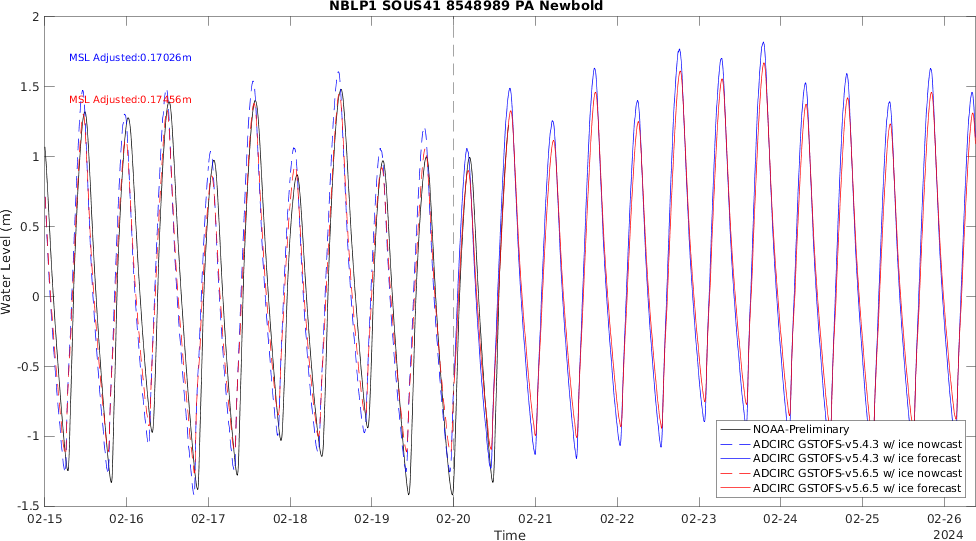 NBLP1 SOUS41 8548989 PA Newbold
2
1.5
1
0.5
0
-0.5
-1
-1.5
Water Level (m)
MSL Adjusted:0.17026m
MSL Adjusted:0.17456m
NOAA-Preliminary
ADCIRC GSTOFS-v5.4.3 w/ ice nowcast
ADCIRC GSTOFS-v5.4.3 w/ ice forecast
ADCIRC GSTOFS-v5.6.5 w/ ice nowcast
ADCIRC GSTOFS-v5.6.5 w/ ice forecast
02-15 02-16 02-17 02-18 02-19 02-20 02-21 02-22 02-23 02-24 02-25 02-26
Time
2024